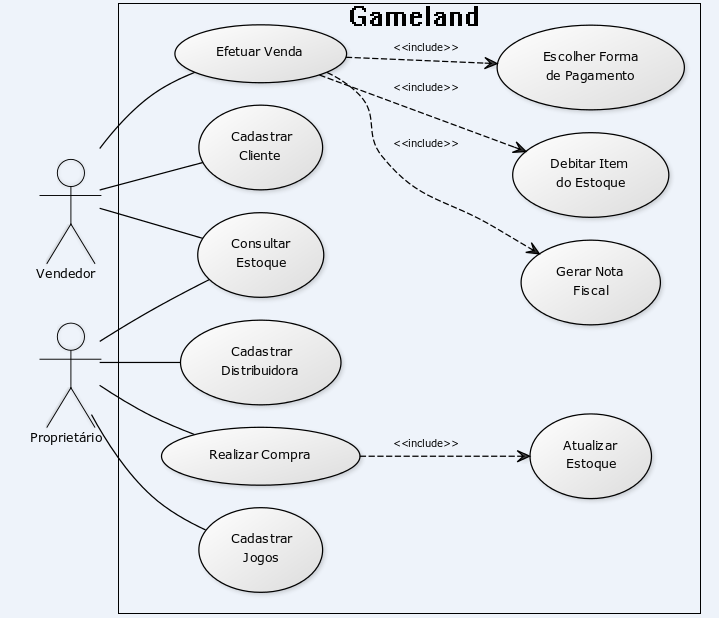 Gameland
Efetuar Venda
<<include>>
Escolher Forma
de Pagamento
<<include>>
Cadastrar
Cliente
<<include>>
Debitar Item
do Estoque
Vendedor
Consultar
Estoque
Gerar Nota
Fiscal
Proprietário
Cadastrar
Distribuidora
Realizar Compra
<<include>>
Atualizar
Estoque
Cadastrar
Jogos